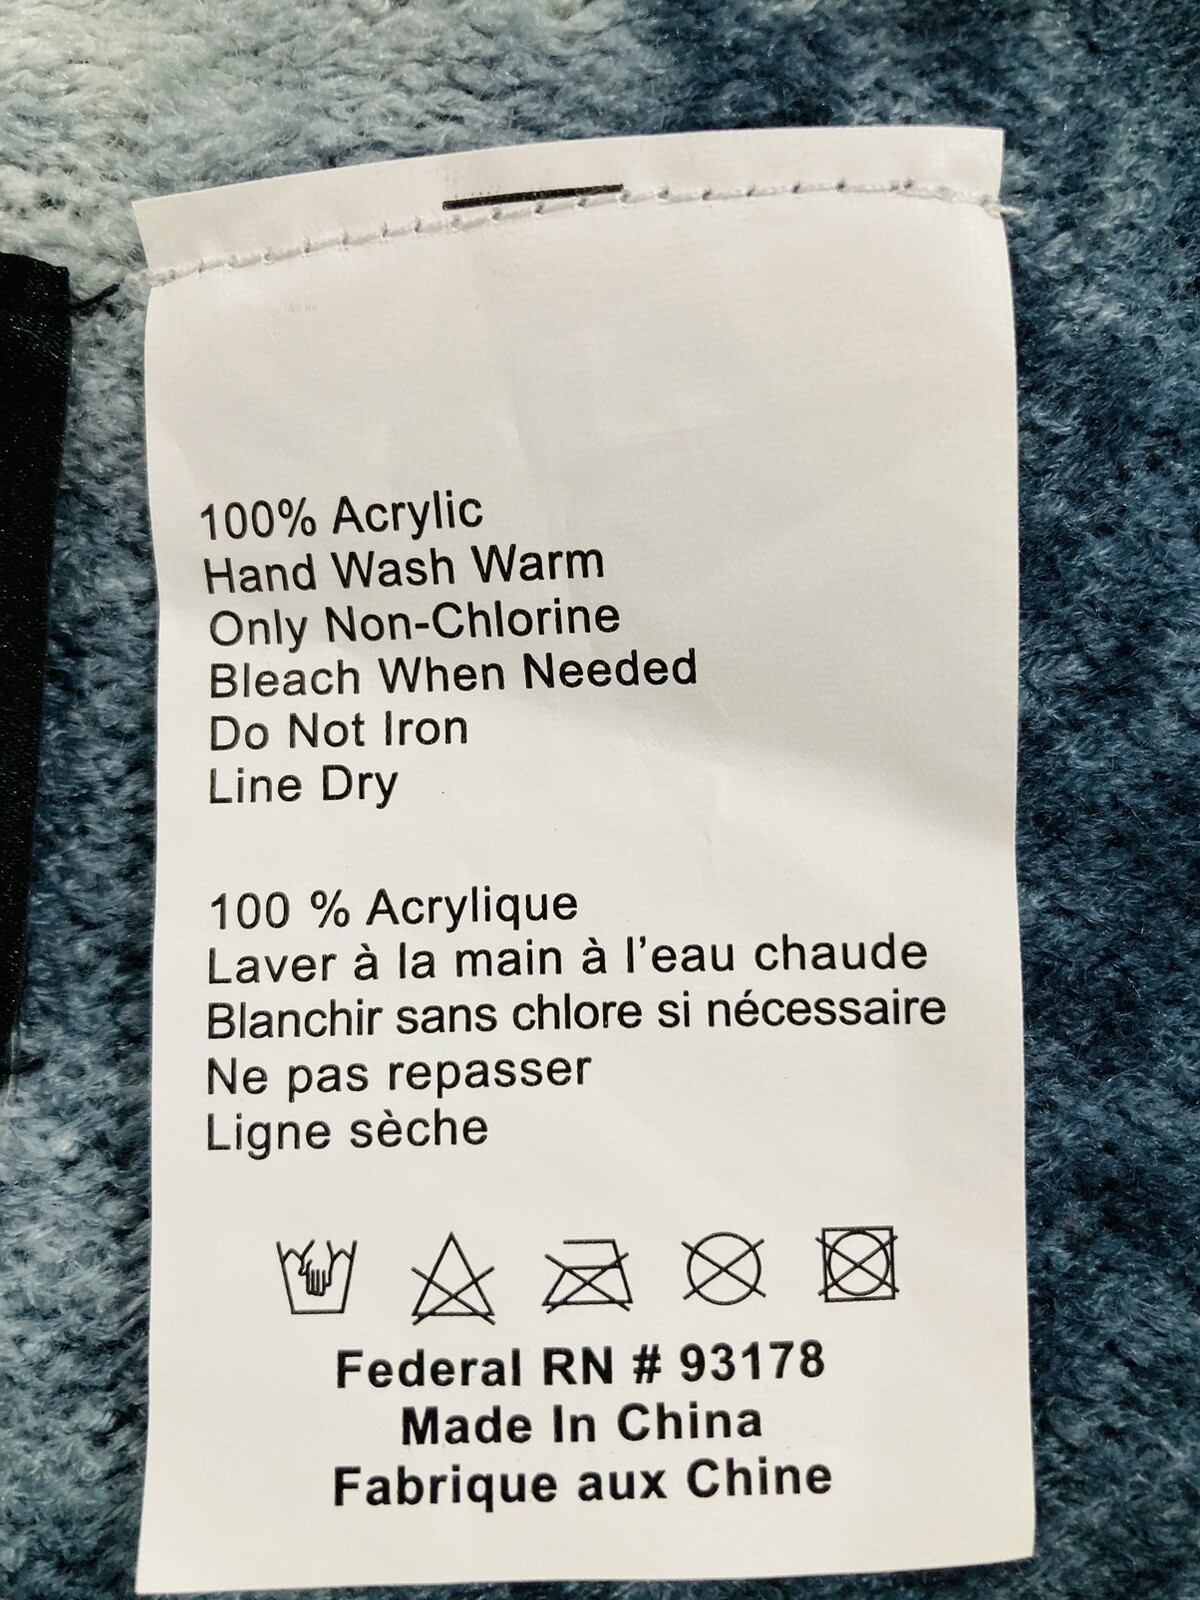 100% Acrylic
Hand Wash Warm
Only Non-Chlorine
Bleach When Needed
Do Not Iron
Line Dry
100 % Acrylique
Laver à la main à l'eau chaude
Blanchir sans chlore si nécessaire
Ne pas repasser
Ligne sèche
Federal RN # 93178
Made In China
Fabrique aux Chine